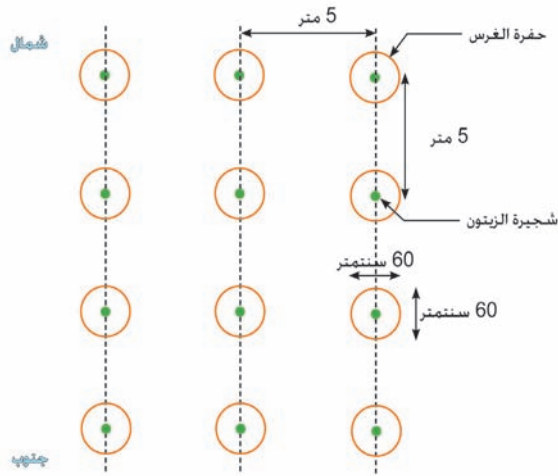 5 متر
حفرة الغرس
شمال
5 متر
شجيرة الزيتون
60 سنتمتر
60 سنتمتر
جنوب